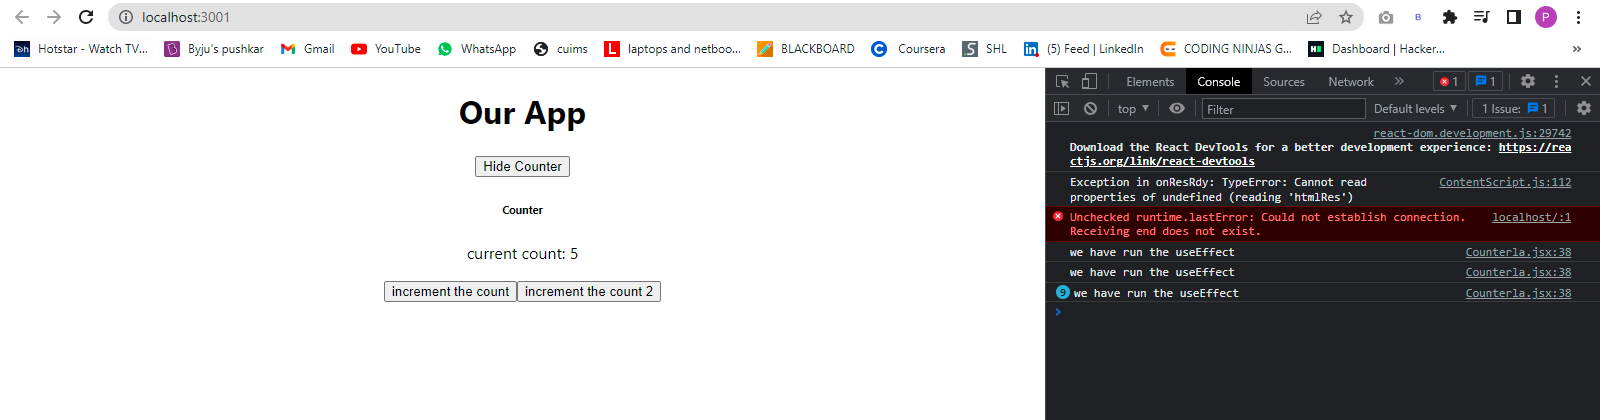 localhost:3001
P
B
Hotstar - Watch TV...
Byju's pushkar
Gmail
YouTube
WhatsApp
cuims
L laptops and netboo...
BLACKBOARD
C Coursera
S SHL
in (5) Feed | LinkedIn
CODING NINJAS G...
H Dashboard | Hacker...
»
Our App
Hide Counter
Counter
current count: 5
increment the count
increment the count 2
Elements Console Sources Network » 1 1
top Filter Default levels 1 Issue: 1
react-dom.development.js:29742
Download the React DevTools for a better development experience: https://rea
ctjs.org/link/react-devtools
Exception in onResRdy: TypeError: Cannot read ContentScript.js:112
properties of undefined (reading 'htmlRes')
Unchecked runtime.lastError: Could not establish connection. localhost/:1
Receiving end does not exist.
we have run the useEffect Counter1a.jsx:38
we have run the useEffect Counter1a.jsx:38
9 we have run the useEffect Counter1a.jsx:38